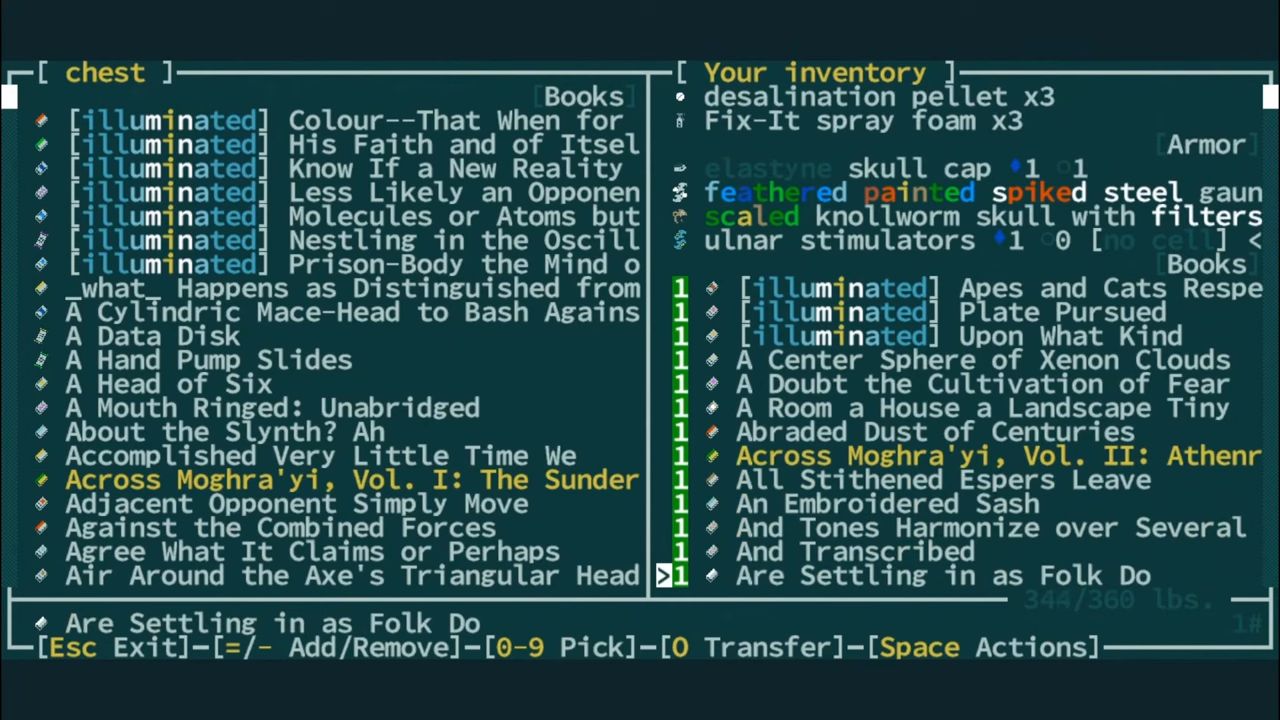 [ chest ]
[Books]
[illuminated] Colour--That When for
[illuminated] His Faith and of Itsel
[illuminated] Know If a New Reality
[illuminated] Less Likely an Opponen
[illuminated] Molecules or Atoms but
[illuminated] Nestling in the Oscill
[illuminated] Prison-Body the Mind o
_what_ Happens as Distinguished from
A Cylindric Mace-Head to Bash Agains
A Data Disk
A Hand Pump Slides
A Head of Six
A Mouth Ringed: Unabridged
About the Slynth? Ah
Accomplished Very Little Time We
Across Moghra'yi, Vol. I: The Sunder
Adjacent Opponent Simply Move
Against the Combined Forces
Agree What It Claims or Perhaps
Air Around the Axe's Triangular Head
[ Your inventory ]
desalination pellet x3
Fix-It spray foam x3
[Armor]
elastyne skull cap ♦1 ○1
feathered painted spiked steel gaun
scaled knollworm skull with filters
ulnar stimulators ♦1 ○0 [no cell] <
[Books]
1 [illuminated] Apes and Cats Respe
1 [illuminated] Plate Pursued
1 [illuminated] Upon What Kind
1 A Center Sphere of Xenon Clouds
1 A Doubt the Cultivation of Fear
1 A Room a House a Landscape Tiny
1 Abraded Dust of Centuries
1 Across Moghra'yi, Vol. II: Athenr
1 All Stithened Espers Leave
1 An Embroidered Sash
1 And Tones Harmonize over Several
1 And Transcribed
>1 Are Settling in as Folk Do
344/360 lbs.
Are Settling in as Folk Do
1#
[Esc Exit]-[=/- Add/Remove]-[0-9 Pick]-[O Transfer]-[Space Actions]